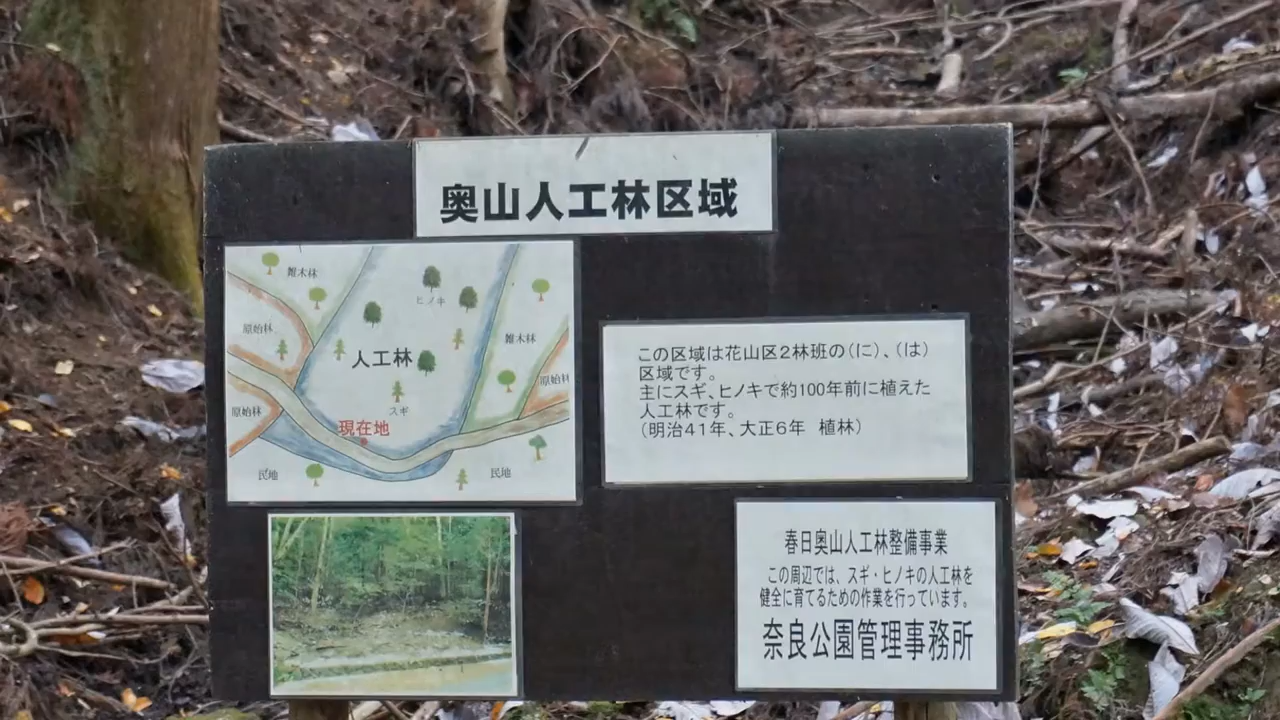 奥山人工林区域
雑木林
ヒノキ
原始林
雑木林
人工林
原始林
原始林
スギ
現在地
民地
民地
この区域は花山区2林班の(に)、(は)
区域です。
主にスギ、ヒノキで約100年前に植えた
人工林です。
(明治41年、大正6年 植林)
春日奥山人工林整備事業
この周辺では、スギ・ヒノキの人工林を
健全に育てるための作業を行っています。
奈良公園管理事務所